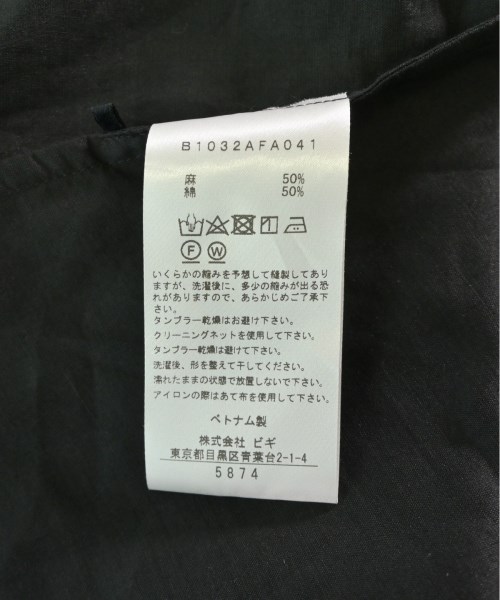 B1032AFA041
麻 50%
綿 50%
F W
いくらかの縮みを予想して縫製してあり
ますが、洗濯後に、多少の縮みが出る恐
れがありますので、あらかじめご了承下
さい。
タンブラー乾燥はお避け下さい。
クリーニングネットを使用して下さい。
タンブラー乾燥は避けて下さい。
洗濯後、形を整えて干してください。
濡れたままの状態で放置しないで下さい。
アイロンの際はあて布を使用して下さい。
ベトナム製
株式会社 ビギ
東京都目黒区青葉台2-1-4
5874